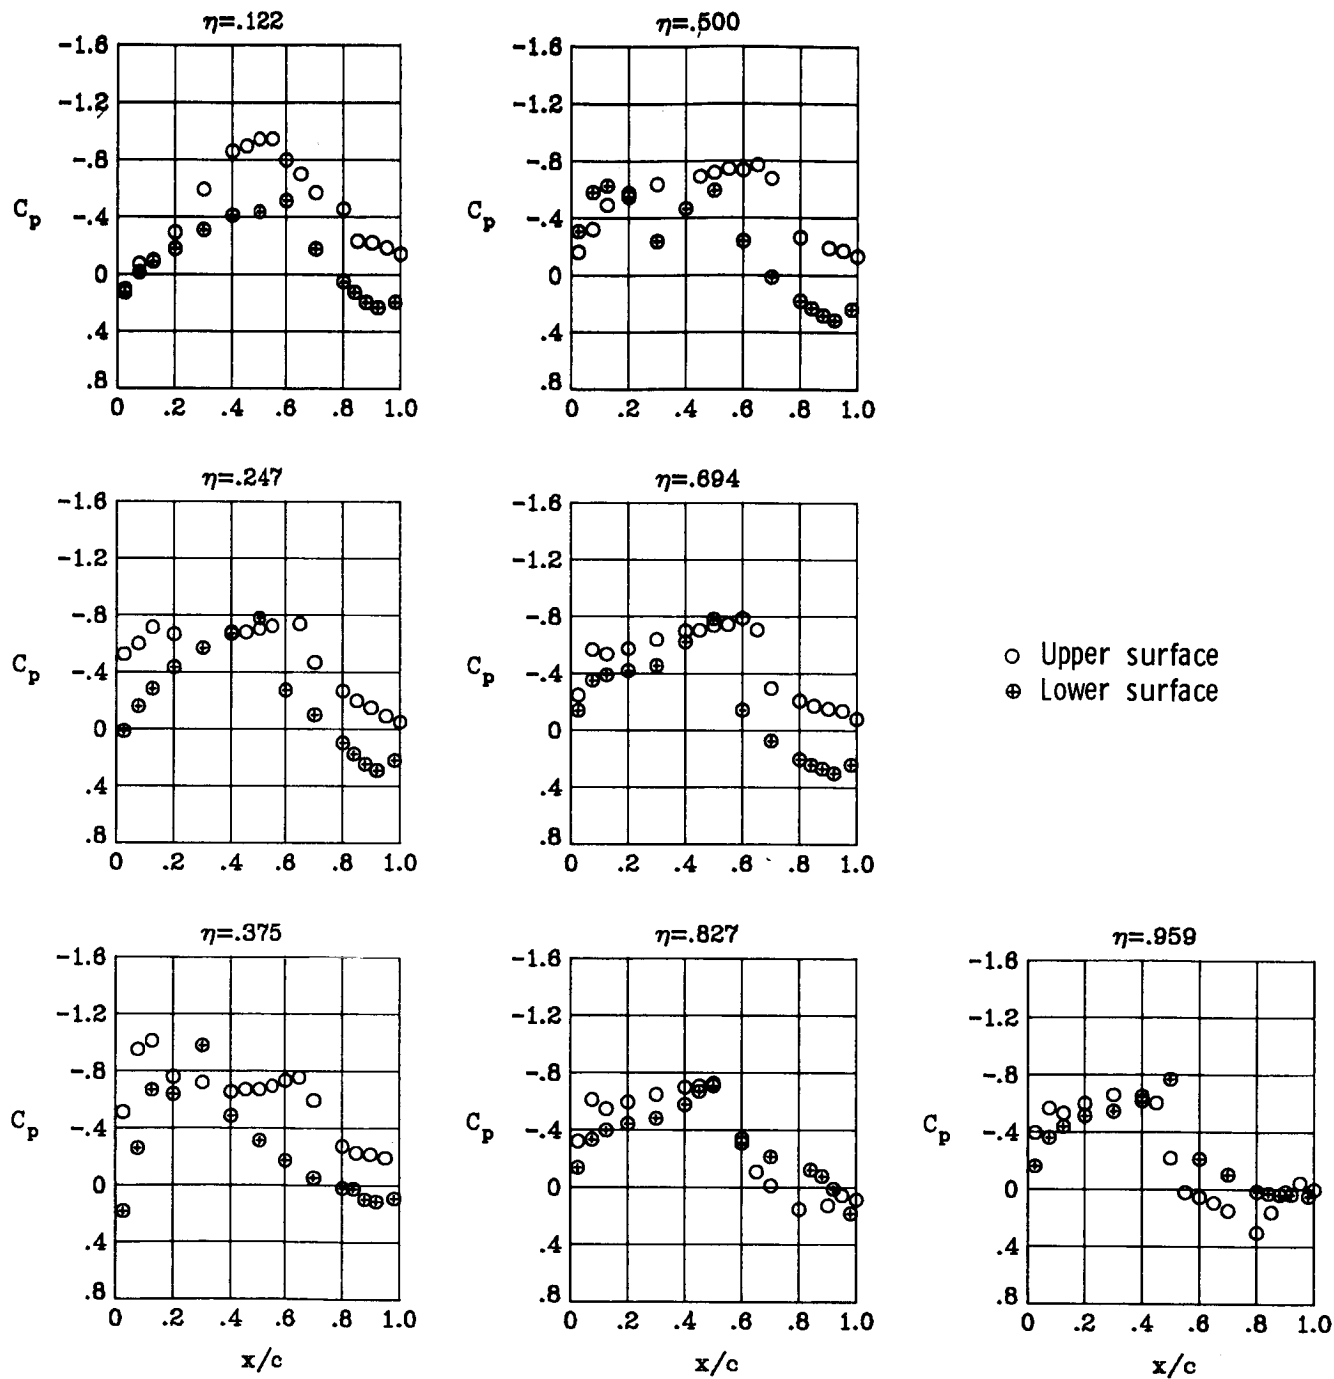 η=.122
-1.6
-1.2
-.8
-.4
0
.4
.8
C_p
0 .2 .4 .6 .8 1.0
η=.500
-1.6
-1.2
-.8
-.4
0
.4
.8
C_p
0 .2 .4 .6 .8 1.0
η=.247
-1.6
-1.2
-.8
-.4
0
.4
.8
C_p
0 .2 .4 .6 .8 1.0
η=.694
-1.6
-1.2
-.8
-.4
0
.4
.8
C_p
0 .2 .4 .6 .8 1.0
Upper surface
Lower surface
η=.375
-1.6
-1.2
-.8
-.4
0
.4
.8
C_p
0 .2 .4 .6 .8 1.0
x/c
η=.827
-1.6
-1.2
-.8
-.4
0
.4
.8
C_p
0 .2 .4 .6 .8 1.0
x/c
η=.959
-1.6
-1.2
-.8
-.4
0
.4
.8
C_p
0 .2 .4 .6 .8 1.0
x/c